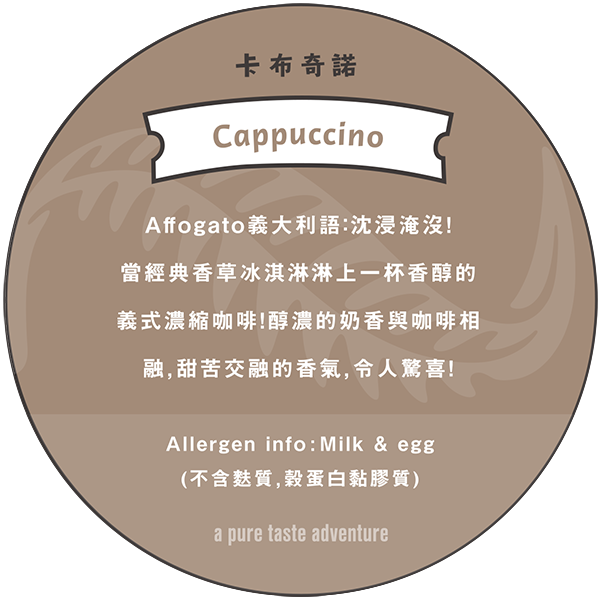 卡布奇諾
Cappuccino
Affogato義大利語:沈浸淹沒!
當經典香草冰淇淋淋上一杯香醇的
義式濃縮咖啡!醇濃的奶香與咖啡相
融,甜苦交融的香氣,令人驚喜!
Allergen info:Milk & egg
(不含麩質,穀蛋白黏膠質)
a pure taste adventure